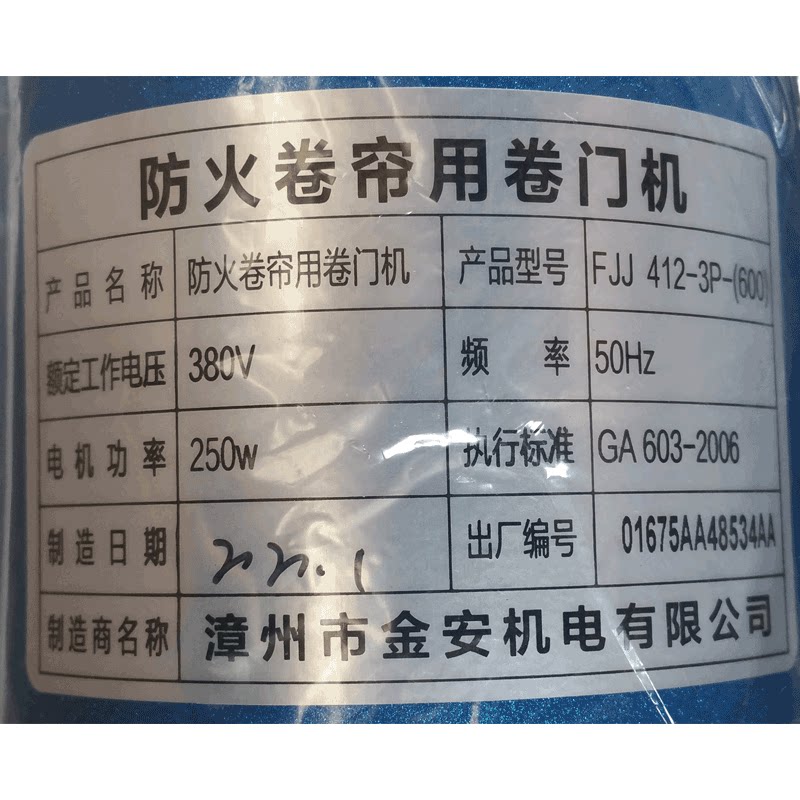 防火卷帘用卷门机
产品名称 防火卷帘用卷门机 产品型号 FJJ 412-3P-(600)
额定工作电压 380V 频率 50Hz
电机功率 250w 执行标准 GA 603-2006
制造日期 22.1 出厂编号 01675AA48534AA
制造商名称 漳州市金安机电有限公司